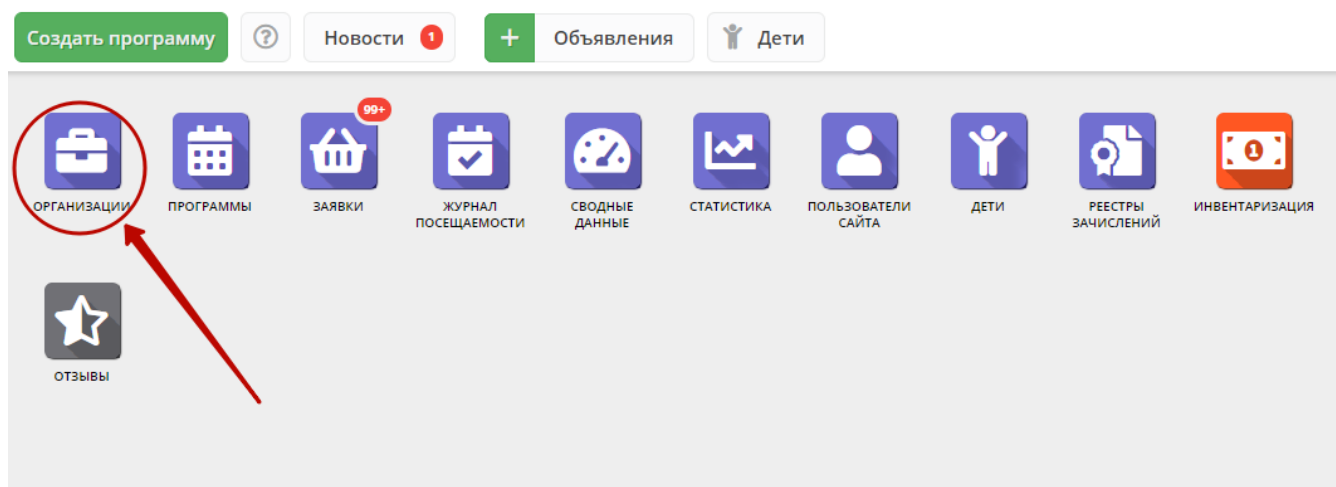 Создать программу
?
Новости 1
+ Объявления
Дети
99+
ОРГАНИЗАЦИИ
ПРОГРАММЫ
ЗАЯВКИ
ЖУРНАЛ
ПОСЕЩАЕМОСТИ
СВОДНЫЕ
ДАННЫЕ
СТАТИСТИКА
ПОЛЬЗОВАТЕЛИ
САЙТА
ДЕТИ
РЕЕСТРЫ
ЗАЧИСЛЕНИЙ
1
ИНВЕНТАРИЗАЦИЯ
ОТЗЫВЫ